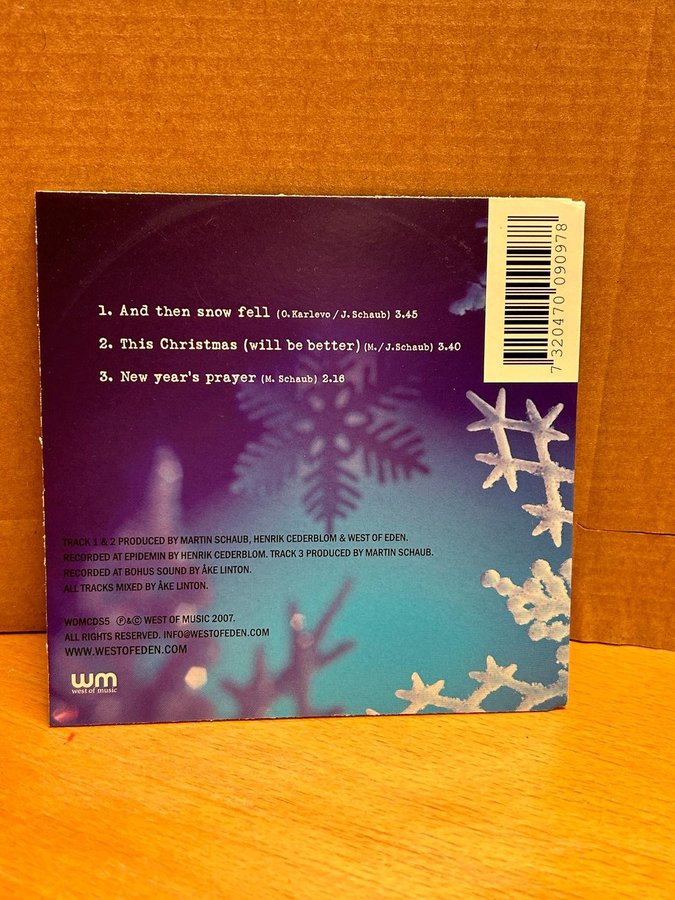 1. And then snow fell (O.Karlevo / J. Schaub) 3.45
2. This Christmas (will be better) (M./J.Schaub) 3.40
3. New year's prayer (M. Schaub) 2.16
7 320470 090978
TRACK 1 & 2 PRODUCED BY MARTIN SCHAUB, HENRIK CEDERBLOM & WEST OF EDEN.
RECORDED AT EPIDEMIN BY HENRIK CEDERBLOM. TRACK 3 PRODUCED BY MARTIN SCHAUB.
RECORDED AT BOHUS SOUND BY ÅKE LINTON.
ALL TRACKS MIXED BY ÅKE LINTON.
WDMCDS5 ℗&© WEST OF MUSIC 2007.
ALL RIGHTS RESERVED. INFO@WESTOFEDEN.COM
WWW.WESTOFEDEN.COM
wm
west of music